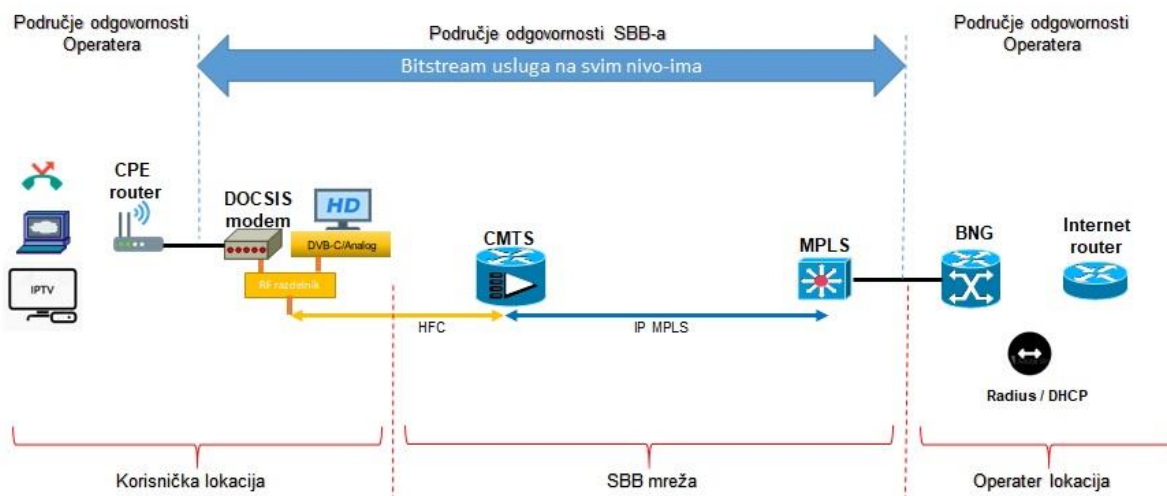 Područje odgovornosti
Operatera
Područje odgovornosti SBB-a
Područje odgovornosti
Operatera
Bitstream usluga na svim nivo-ima
CPE
router
DOCSIS
modem
HD
DVB-C/Analog
RF razdelnik
IPTV
CMTS
MPLS
BNG
Internet
router
HFC
IP MPLS
Radius / DHCP
Korisnička lokacija
SBB mreža
Operater lokacija